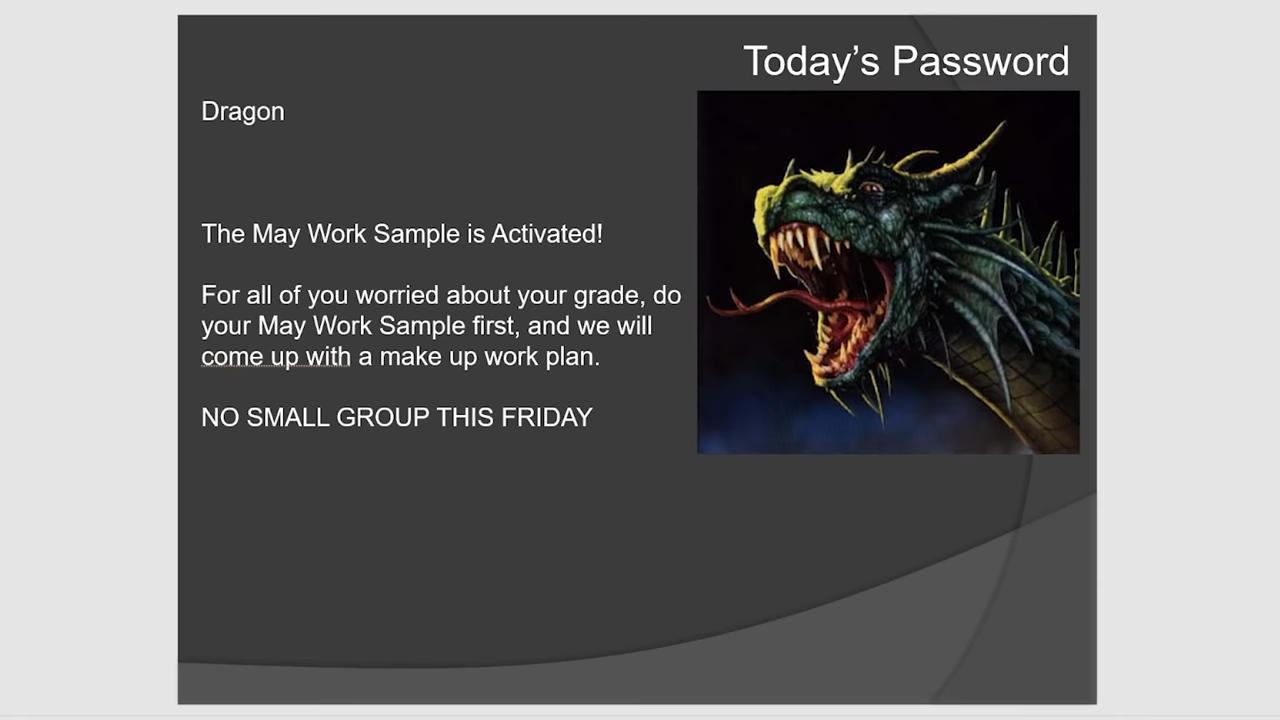 Today’s Password
Dragon
The May Work Sample is Activated!
For all of you worried about your grade, do
your May Work Sample first, and we will
come up with a make up work plan.
NO SMALL GROUP THIS FRIDAY